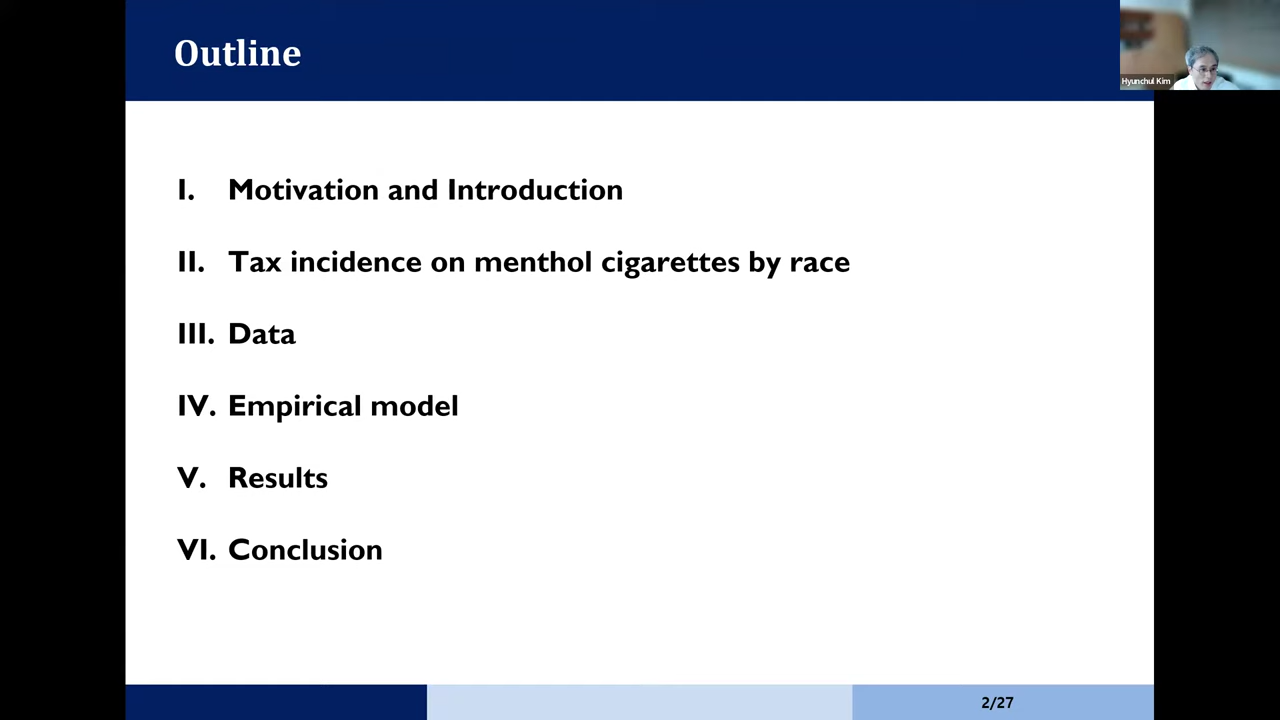 Outline
Hyunchul Kim
I. Motivation and Introduction
II. Tax incidence on menthol cigarettes by race
III. Data
IV. Empirical model
V. Results
VI. Conclusion
2/27